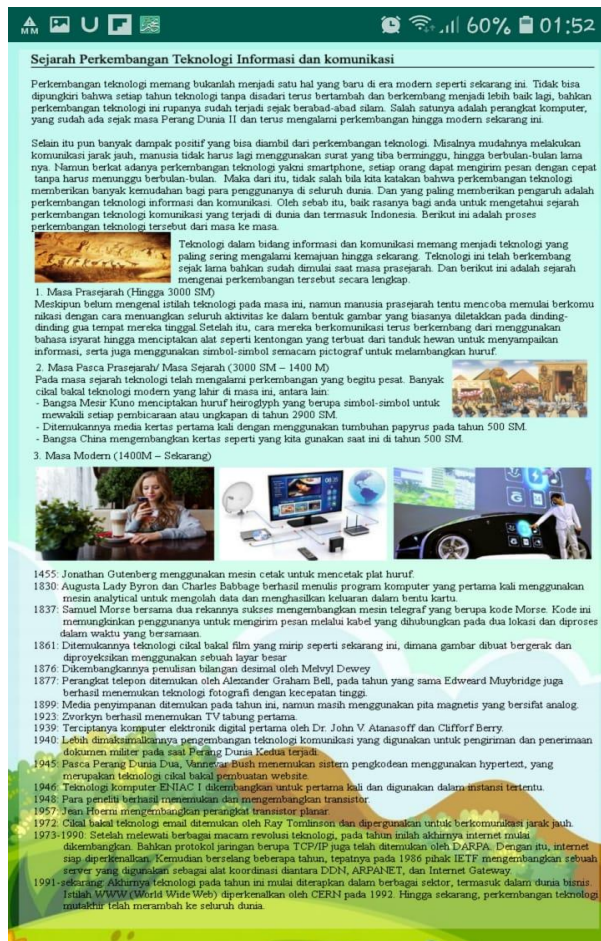 60% 01:52
Sejarah Perkembangan Teknologi Informasi dan komunikasi
Perkembangan teknologi memang bukanlah menjadi satu hal yang baru di era modern seperti sekarang ini. Tidak bisa
dipungkiri bahwa setiap tahun teknologi tanpa disadari terus bertambah dan berkembang menjadi lebih baik lagi, bahkan
perkembangan teknologi ini rupanya sudah terjadi sejak berabad-abad silam. Salah satunya adalah perangkat komputer,
yang sudah ada sejak masa Perang Dunia II dan terus mengalami perkembangan hingga modern sekarang ini.
Selain itu pun banyak dampak positif yang bisa diambil dari perkembangan teknologi. Misalnya mudahnya melakukan
komunikasi jarak jauh, manusia tidak harus lagi menggunakan surat yang tiba berminggu, hingga berbulan-bulan lama
nya. Namun berkat adanya perkembangan teknologi yakni smartphone, setiap orang dapat mengirim pesan dengan cepat
tanpa harus menunggu berbulan-bulan. Maka dari itu, tidak salah bila kita katakan bahwa perkembangan teknologi
memberikan banyak kemudahan bagi para penggunanya di seluruh dunia. Dan yang paling memberikan pengaruh adalah
perkembangan teknologi informasi dan komunikasi. Oleh sebab itu, baik rasanya bagi anda untuk mengetahui sejarah
perkembangan teknologi komunikasi yang terjadi di dunia dan termasuk Indonesia. Berikut ini adalah proses
perkembangan teknologi tersebut dari masa ke masa.
Teknologi dalam bidang informasi dan komunikasi memang menjadi teknologi yang
paling sering mengalami kemajuan hingga sekarang. Teknologi ini telah berkembang
sejak lama bahkan sudah dimulai saat masa prasejarah. Dan berikut ini adalah sejarah
mengenai perkembangan tersebut secara lengkap.
1. Masa Prasejarah (Hingga 3000 SM)
Meskipun belum mengenal istilah teknologi pada masa ini, namun manusia prasejarah tentu mencoba memulai berkomu
nikasi dengan cara menuangkan seluruh aktivitas ke dalam bentuk gambar yang biasanya diletakkan pada dinding-
dinding gua tempat mereka tinggal.Setelah itu, cara mereka berkomunikasi terus berkembang dari menggunakan
bahasa isyarat hingga menciptakan alat seperti kentongan yang terbuat dari tanduk hewan untuk menyampaikan
informasi, serta juga menggunakan simbol-simbol semacam pictograf untuk melambangkan huruf.
2. Masa Pasca Prasejarah/ Masa Sejarah (3000 SM – 1400 M)
Pada masa sejarah teknologi telah mengalami perkembangan yang begitu pesat. Banyak
cikal bakal teknologi modern yang lahir di masa ini, antara lain:
- Bangsa Mesir Kuno menciptakan huruf heiroglyph yang berupa simbol-simbol untuk
mewakili setiap pembicaraan atau ungkapan di tahun 2900 SM.
- Ditemukannya media kertas pertama kali dengan menggunakan tumbuhan papyrus pada tahun 500 SM.
- Bangsa China mengembangkan kertas seperti yang kita gunakan saat ini di tahun 500 SM.
3. Masa Modern (1400M – Sekarang)
1455: Jonathan Gutenberg menggunakan mesin cetak untuk mencetak plat huruf.
1830: Augusta Lady Byron dan Charles Babbage berhasil menulis program komputer yang pertama kali menggunakan
mesin analytical untuk mengolah data dan menghasilkan keluaran dalam bentu kartu.
1837: Samuel Morse bersama dua rekannya sukses mengembangkan mesin telegraf yang berupa kode Morse. Kode ini
memungkinkan penggunanya untuk mengirim pesan melalui kabel yang dihubungkan pada dua lokasi dan diproses
dalam waktu yang bersamaan.
1861: Ditemukannya teknologi cikal bakal film yang mirip seperti sekarang ini, dimana gambar dibuat bergerak dan
diproyeksikan menggunakan sebuah layar besar
1876: Dikembangkannya penulisan bilangan desimal oleh Melvyl Dewey
1877: Perangkat telepon ditemukan oleh Alexander Graham Bell, pada tahun yang sama Edweard Muybridge juga
berhasil menemukan teknologi fotografi dengan kecepatan tinggi.
1899: Media penyimpanan ditemukan pada tahun ini, namun masih menggunakan pita magnetis yang bersifat analog.
1923: Zvorkyn berhasil menemukan TV tabung pertama.
1939: Terciptanya komputer elektronik digital pertama oleh Dr. John V. Atanasoff dan Clifforf Berry.
1940: Lebih dimaksimalkannya pengembangan teknologi komunikasi yang digunakan untuk pengiriman dan penerimaan
dokumen militer pada saat Perang Dunia Kedua terjadi.
1945: Pasca Perang Dunia Dua, Vannevar Bush menemukan sistem pengkodean menggunakan hypertext, yang
merupakan teknologi cikal bakal pembuatan website.
1946: Teknologi komputer ENIAC I dikembangkan untuk pertama kali dan digunakan dalam instansi tertentu.
1948: Para peneliti berhasil menemukan dan mengembangkan transistor.
1957: Jean Hoerni mengembangkan perangkat transistor planar.
1972: Cikal bakal teknologi email ditemukan oleh Ray Tomlinson dan dipergunakan untuk berkomunikasi jarak jauh.
1973-1990: Setelah melewati berbagai macam revolusi teknologi, pada tahun inilah akhirnya internet mulai
dikembangkan. Bahkan protokol jaringan berupa TCP/IP juga telah ditemukan oleh DARPA. Dengan itu, internet
siap diperkenalkan. Kemudian berselang beberapa tahun, tepatnya pada 1986 pihak IETF mengembangkan sebuah
server yang digunakan sebagai alat koordinasi diantara DDN, ARPANET, dan Internet Gateway.
1991-sekarang: Akhirnya teknologi pada tahun ini mulai diterapkan dalam berbagai sektor, termasuk dalam dunia bisnis.
Istilah WWW (World Wide Web) diperkenalkan oleh CERN pada 1992. Hingga sekarang, perkembangan teknologi
mutakhir telah merambah ke seluruh dunia.